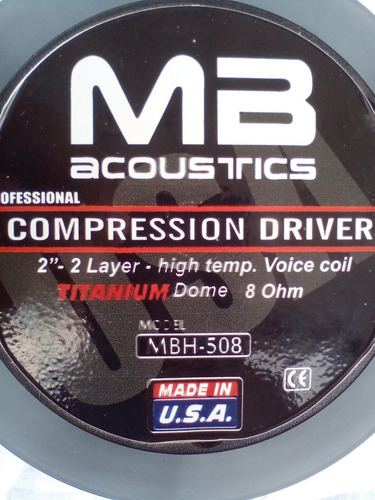 MB
acoustics
OFESSIONAL
COMPRESSION DRIVER
2"- 2 Layer - high temp. Voice coil
TITANIUM Dome 8 Ohm
MODEL
MBH-508
MADE IN
U.S.A.
CE
USA